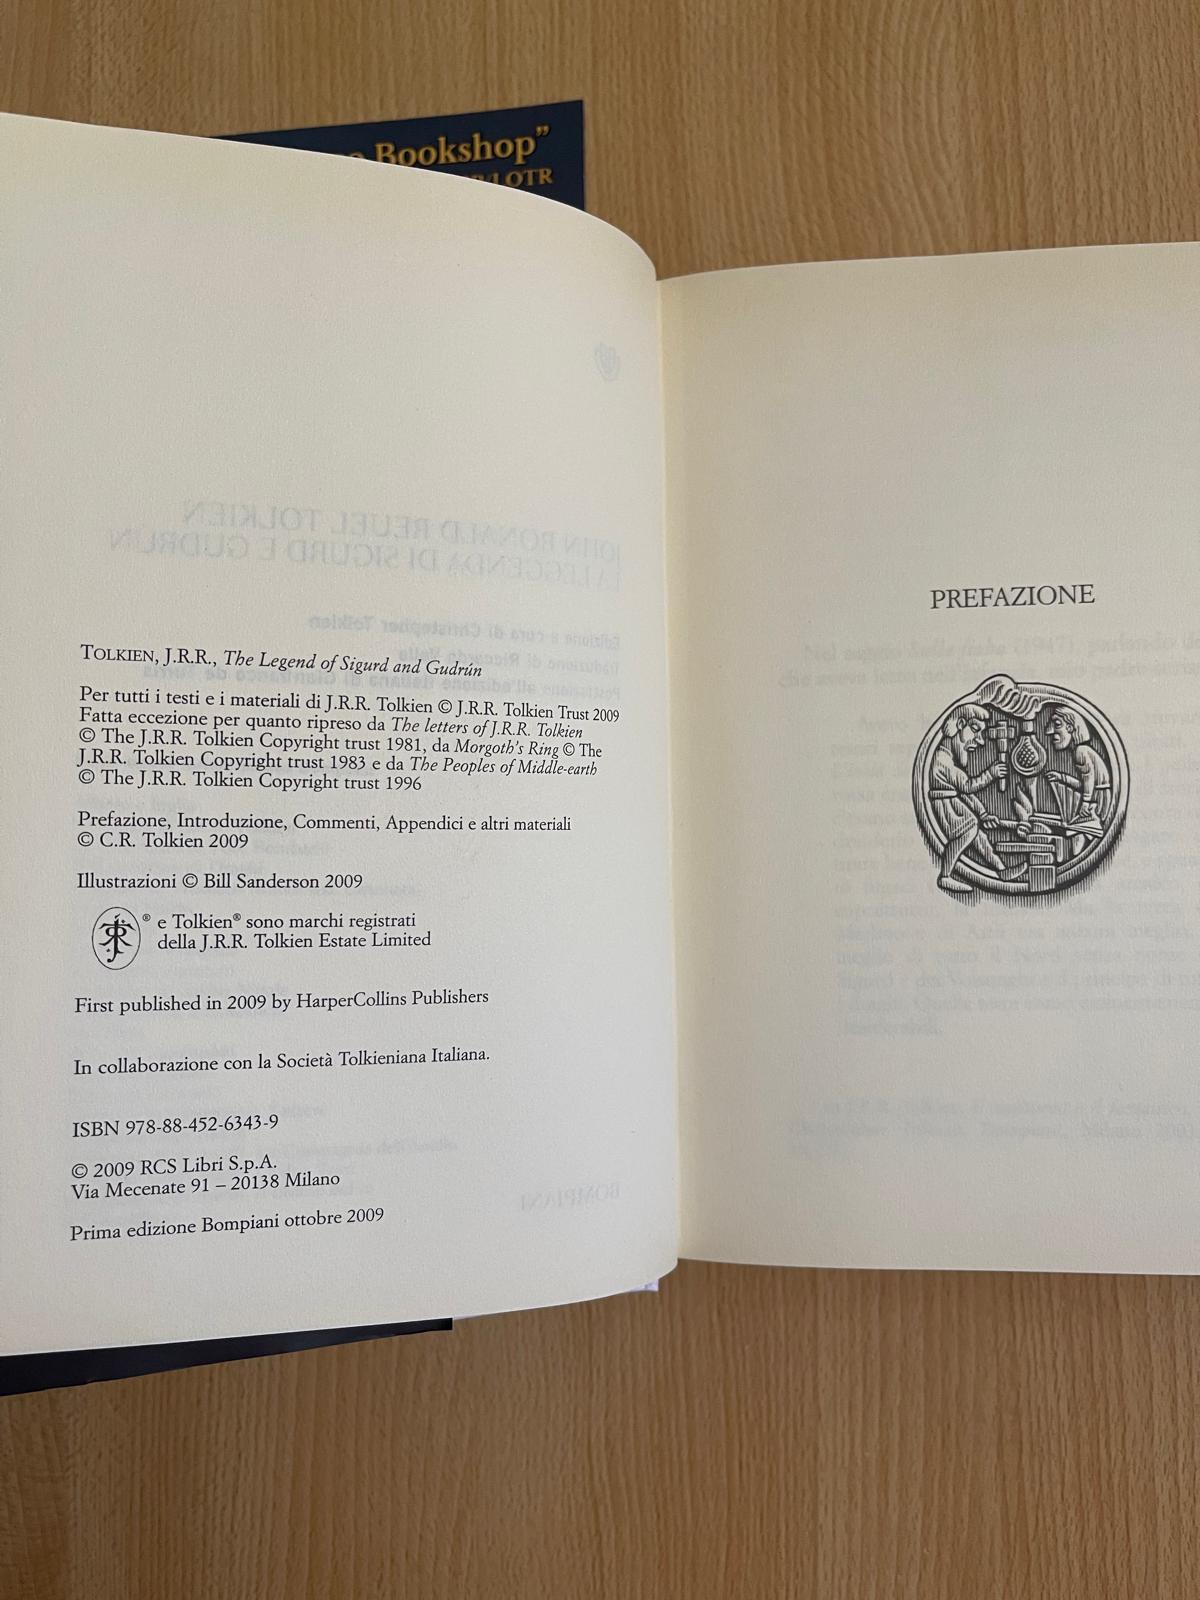 Bookshop”
LOTR
TOLKIEN, J.R.R., The Legend of Sigurd and Gudrún
Per tutti i testi e i materiali di J.R.R. Tolkien © J.R.R. Tolkien Trust 2009
Fatta eccezione per quanto ripreso da The letters of J.R.R. Tolkien
© The J.R.R. Tolkien Copyright trust 1981, da Morgoth's Ring © The
J.R.R. Tolkien Copyright trust 1983 e da The Peoples of Middle-earth
© The J.R.R. Tolkien Copyright trust 1996
Prefazione, Introduzione, Commenti, Appendici e altri materiali
© C.R. Tolkien 2009
Illustrazioni © Bill Sanderson 2009
® e Tolkien® sono marchi registrati
della J.R.R. Tolkien Estate Limited
First published in 2009 by HarperCollins Publishers
In collaborazione con la Società Tolkieniana Italiana.
ISBN 978-88-452-6343-9
© 2009 RCS Libri S.p.A.
Via Mecenate 91 – 20138 Milano
Prima edizione Bompiani ottobre 2009
PREFAZIONE